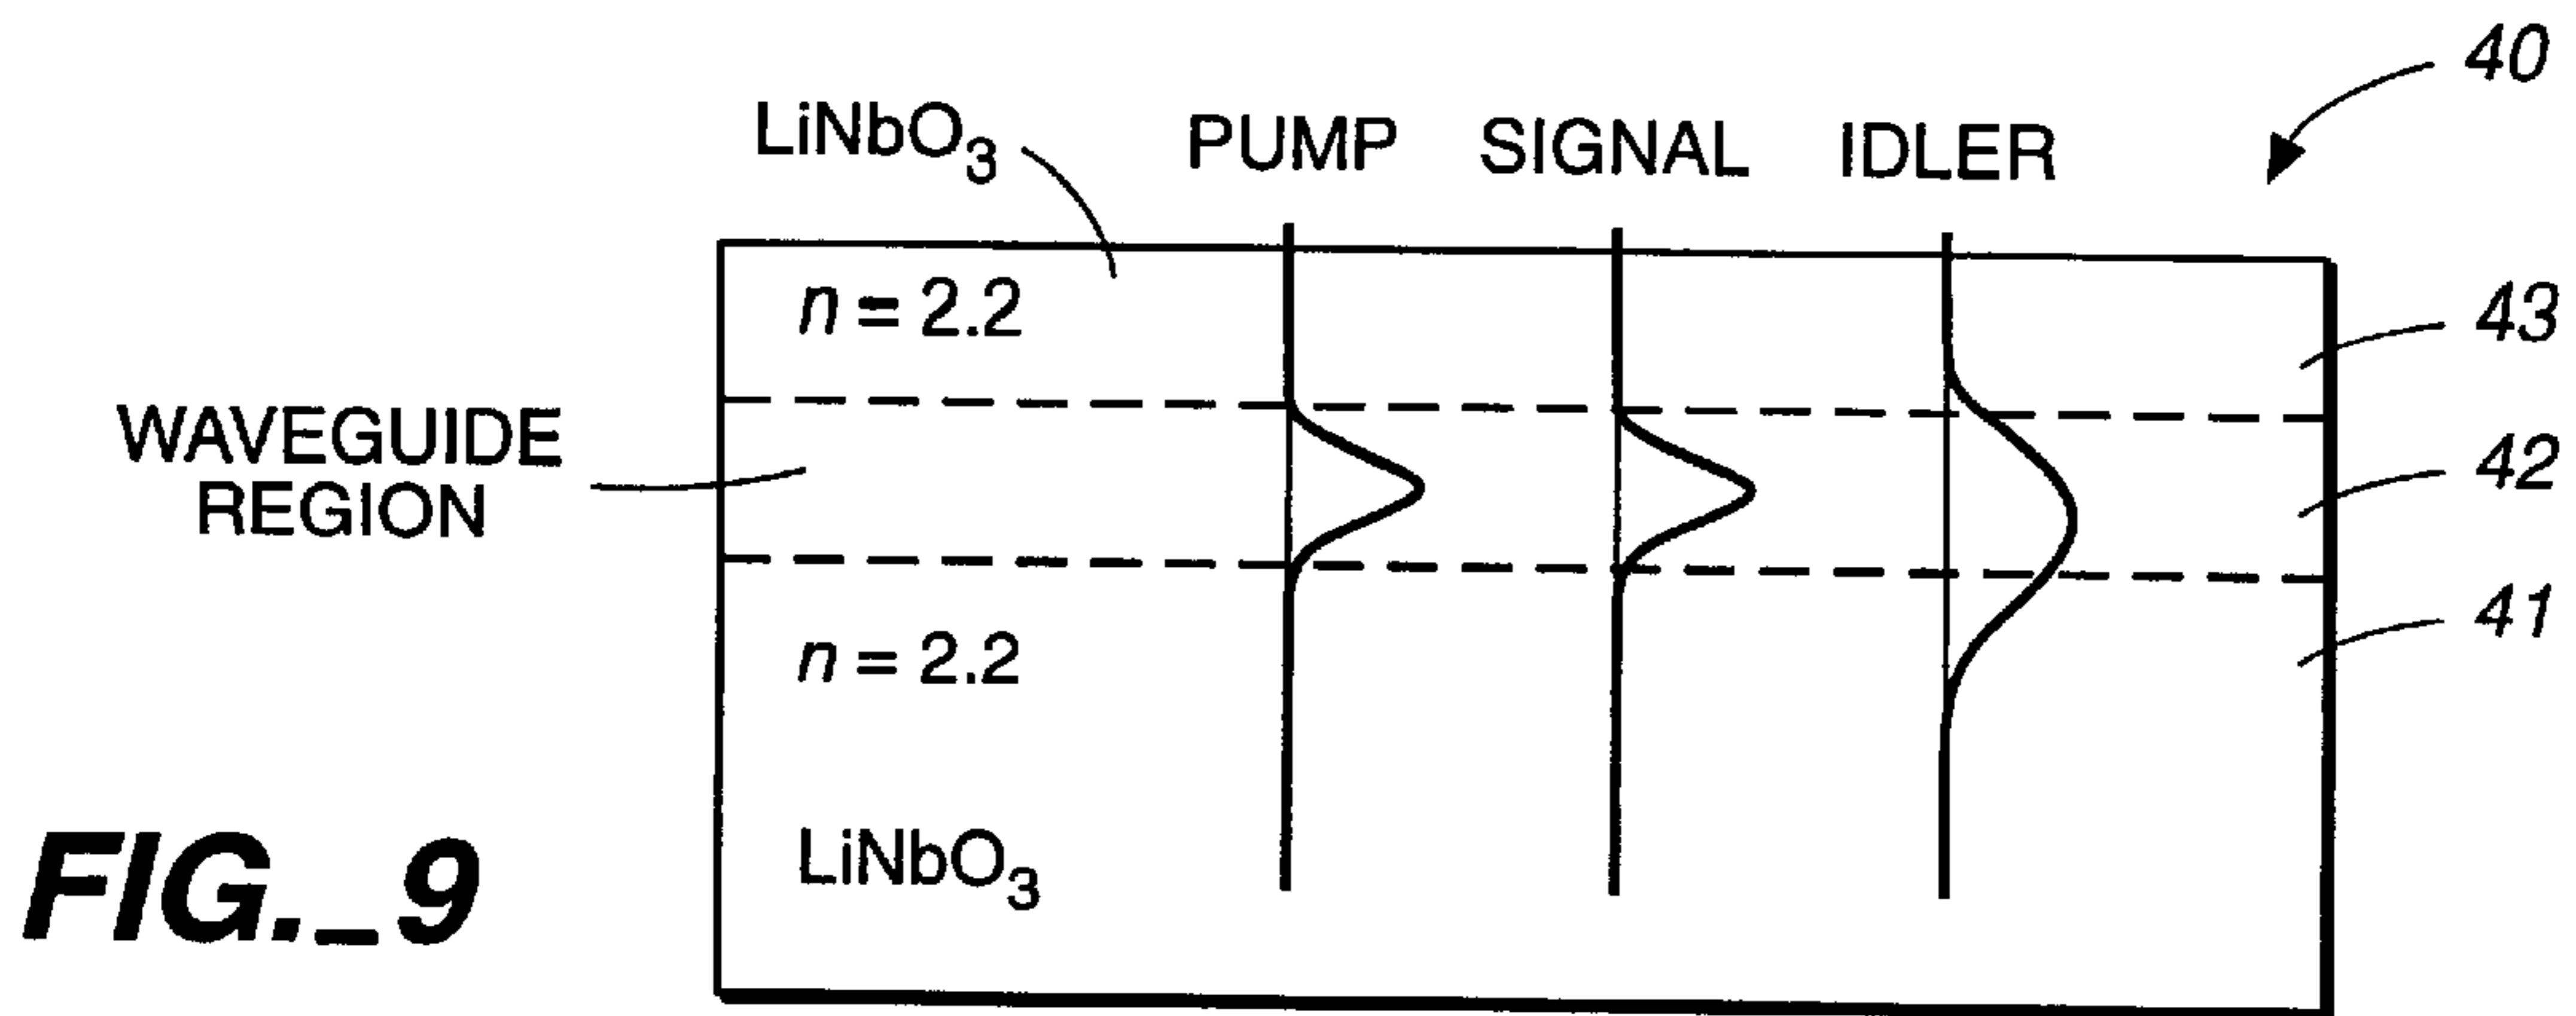 40
LiNbO3
PUMP
SIGNAL
IDLER
n = 2.2
43
WAVEGUIDE
REGION
42
n = 2.2
41
LiNbO3
FIG._9